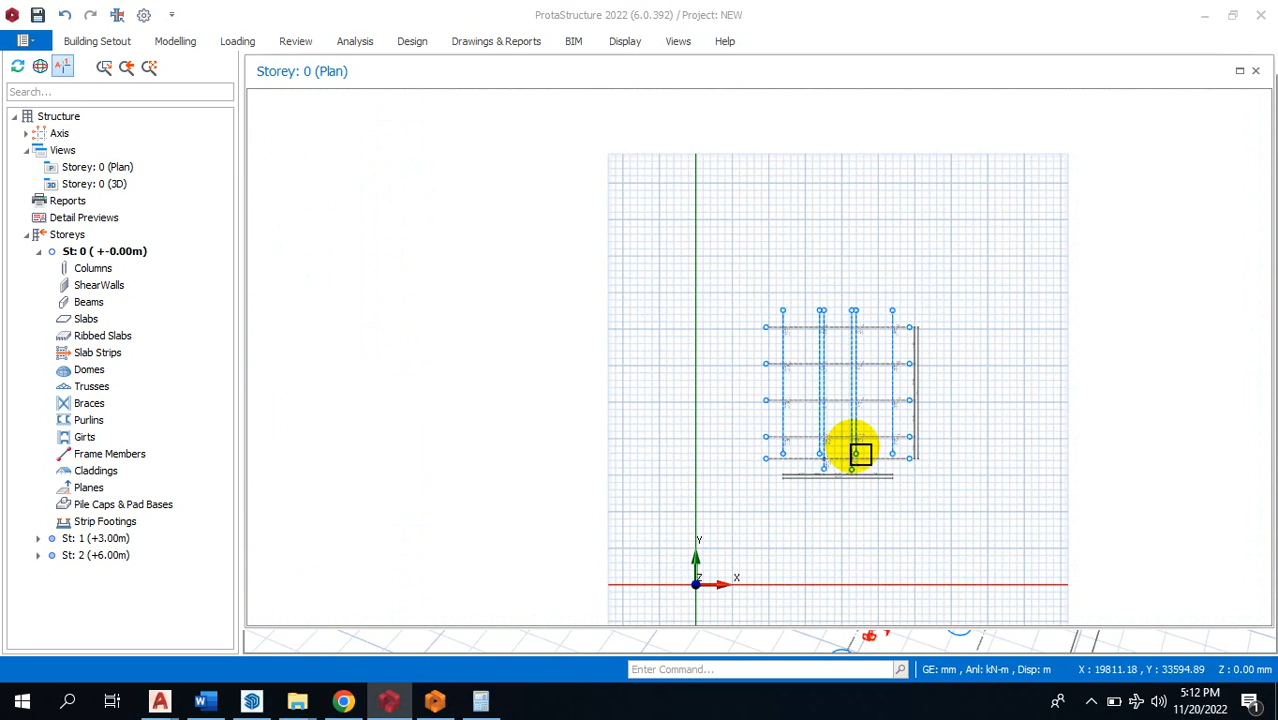 ProtaStructure 2022 (6.0.392) / Project: NEW
Building Setout Modelling Loading Review Analysis Design Drawings & Reports BIM Display Views Help
Storey: 0 (Plan)
Search...
Structure
Axis
Views
Storey: 0 (Plan)
Storey: 0 (3D)
Reports
Detail Previews
Storeys
St: 0 ( +-0.00m)
Columns
ShearWalls
Beams
Slabs
Ribbed Slabs
Slab Strips
Domes
Trusses
Braces
Purlins
Girts
Frame Members
Claddings
Planes
Pile Caps & Pad Bases
Strip Footings
St: 1 (+3.00m)
St: 2 (+6.00m)
Y
Z
X
Enter Command...
GE: mm , Anl: kN-m , Disp: m
X : 19811.18 , Y : 33594.89
Z : 0.00 mm
5:12 PM
11/20/2022